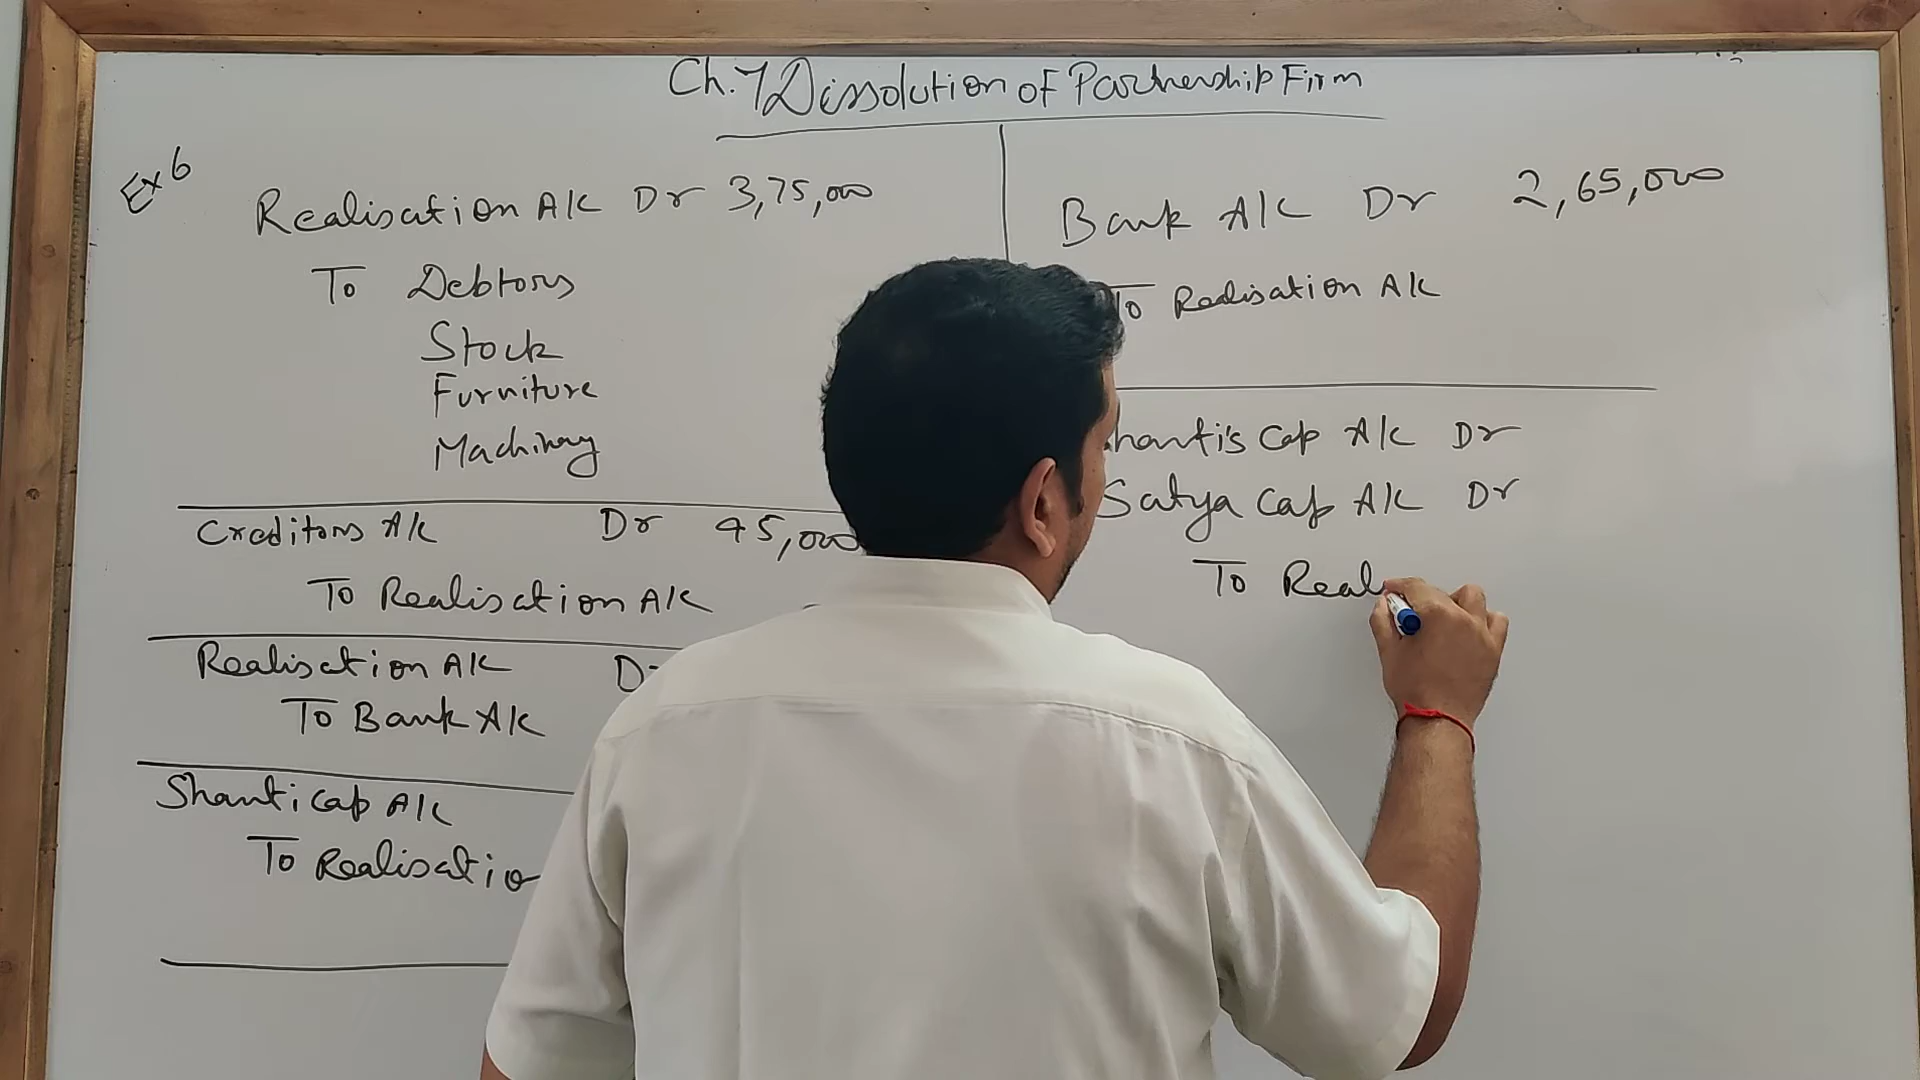 Ch.7 Dissolution of Partnership Firm
Ex 6
Realisation A/c Dr 3,75,000
To Debtors
Stock
Furniture
Machinery
Creditors A/c Dr 45,000
To Realisation A/c
Realisation A/c
To Bank A/c
Shanti Cap A/c
To Realisatio
Bank A/c Dr 2,65,000
To Realisation A/c
hanti's Cap A/c Dr
Satya Cap A/c Dr
To Real